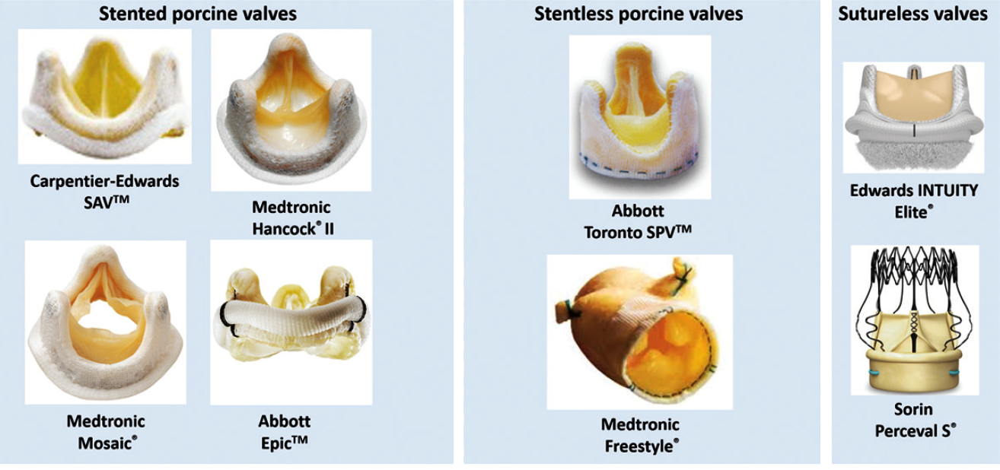 Stented porcine valves
Carpentier-Edwards
SAV™
Medtronic
Hancock® II
Medtronic
Mosaic®
Abbott
Epic™
Stentless porcine valves
Abbott
Toronto SPV™
Medtronic
Freestyle®
Sutureless valves
Edwards INTUITY
Elite®
Sorin
Perceval S®